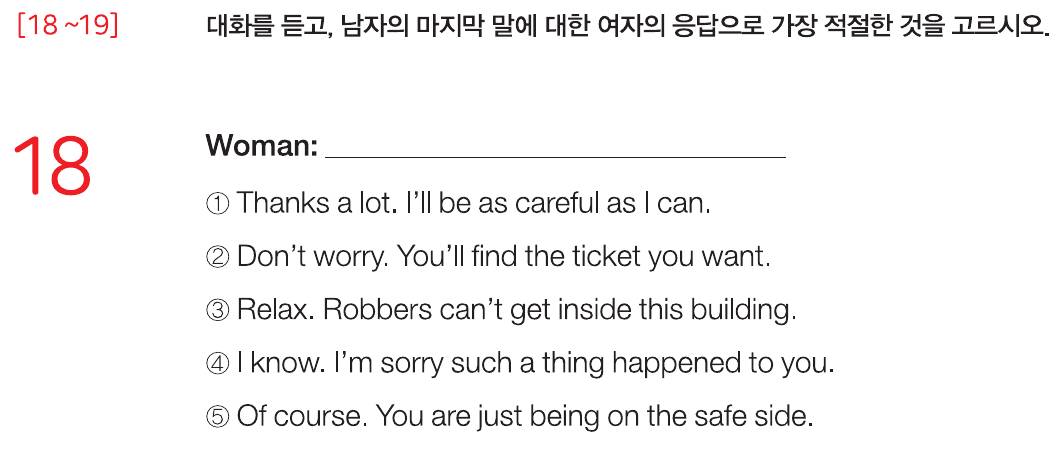 [18 ~19] 대화를 듣고, 남자의 마지막 말에 대한 여자의 응답으로 가장 적절한 것을 고르시오.
18
Woman: ______________________________
① Thanks a lot. I'll be as careful as I can.
② Don't worry. You'll find the ticket you want.
③ Relax. Robbers can't get inside this building.
④ I know. I'm sorry such a thing happened to you.
⑤ Of course. You are just being on the safe side.